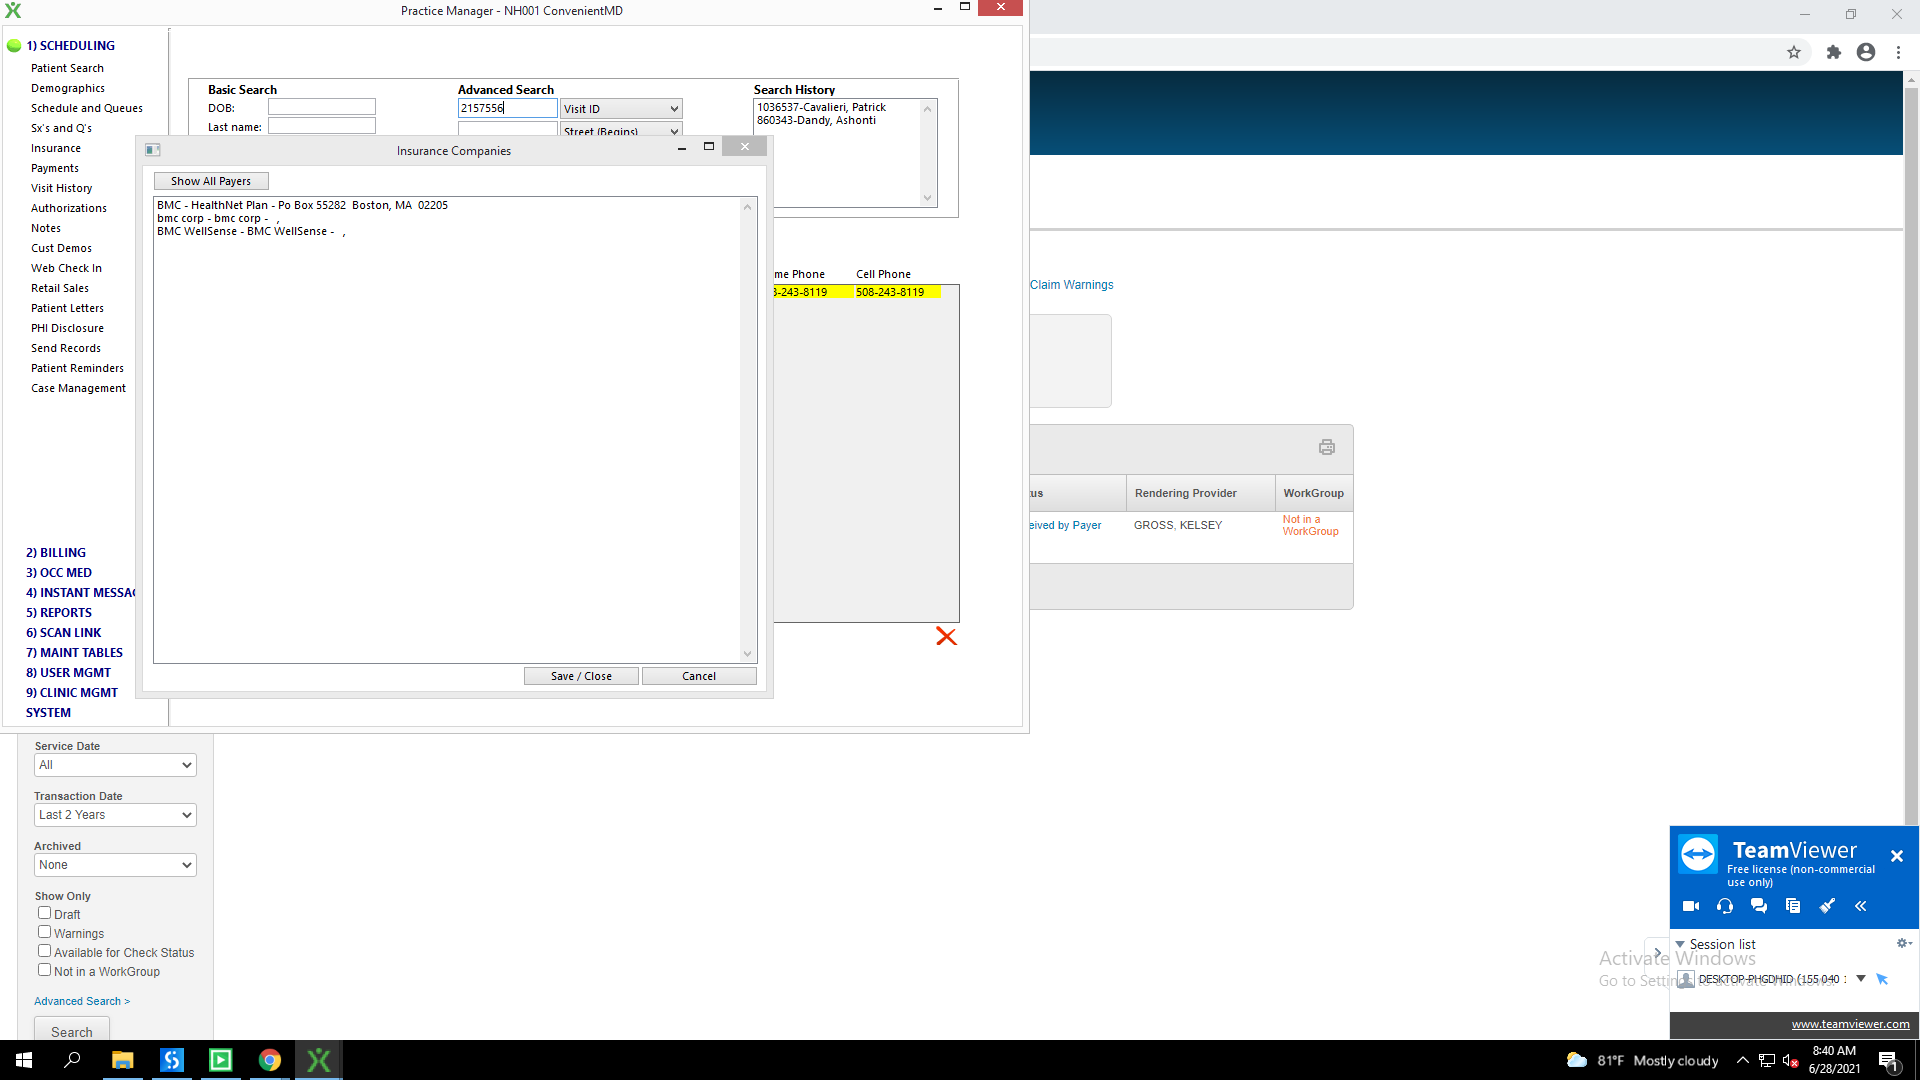 Practice Manager - NH001 ConvenientMD
1) SCHEDULING
Patient Search
Demographics
Schedule and Queues
Sx's and Q's
Insurance
Payments
Visit History
Authorizations
Notes
Cust Demos
Web Check In
Retail Sales
Patient Letters
PHI Disclosure
Send Records
Patient Reminders
Case Management
2) BILLING
3) OCC MED
4) INSTANT MESSAG
5) REPORTS
6) SCAN LINK
7) MAINT TABLES
8) USER MGMT
9) CLINIC MGMT
SYSTEM
Basic Search
DOB:
Last name:
Advanced Search
2157556
Visit ID
Street (Begins)
Search History
1036537-Cavalieri, Patrick
860343-Dandy, Ashonti
Insurance Companies
Show All Payers
BMC - HealthNet Plan - Po Box 55282 Boston, MA 02205
bmc corp - bmc corp - ,
BMC WellSense - BMC WellSense - ,
Save / Close
Cancel
me Phone
Cell Phone
-243-8119
508-243-8119
Claim Warnings
us
Rendering Provider
WorkGroup
eived by Payer
GROSS, KELSEY
Not in a
WorkGroup
Service Date
All
Transaction Date
Last 2 Years
Archived
None
Show Only
Draft
Warnings
Available for Check Status
Not in a WorkGroup
Advanced Search >
Search
TeamViewer
Free license (non-commercial
use only)
Session list
DESKTOP-PHGDHID (155 040
www.teamviewer.com
Activate Windows
Go to Settings to activate Windows.
81°F Mostly cloudy
8:40 AM
6/28/2021
1